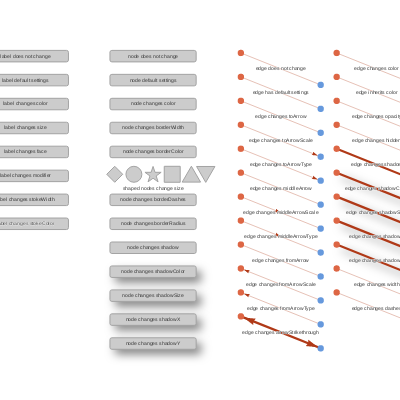 label does not change
label default settings
label changes color
label changes size
label changes face
label changes modifier
label changes strokeWidth
label changes strokeColor
node does not change
node default settings
node changes color
node changes borderWidth
node changes borderColor
shaped nodes change size
node changes borderDashes
node changes borderRadius
node changes shadow
node changes shadowColor
node changes shadowSize
node changes shadowX
node changes shadowY
edge does not change
edge has default settings
edge changes toArrow
edge changes toArrowScale
edge changes toArrowType
edge changes middleArrow
edge changes middleArrowScale
edge changes middleArrowType
edge changes fromArrow
edge changes fromArrowScale
edge changes fromArrowType
edge changes arrowStrikethrough
edge changes color
edge inherits color
edge changes opacity
edge changes hidden
edge changes shadow
edge changes shadowC
edge changes shadowS
edge changes shadow
edge changes shadow
edge changes width
edge changes dashes